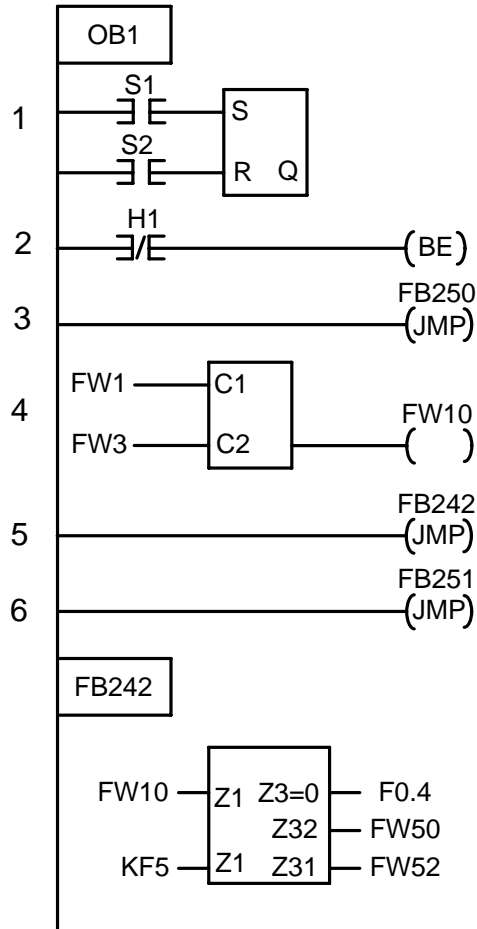 OB1
S1
1
S
S2
R Q
H1
2
(BE)
FB250
3
(JMP)
FW1
C1
4
FW10
FW3
C2
( )
FB242
5
(JMP)
FB251
6
(JMP)
FB242
FW10
Z1
Z3=0
F0.4
Z32
FW50
KF5
Z1
Z31
FW52